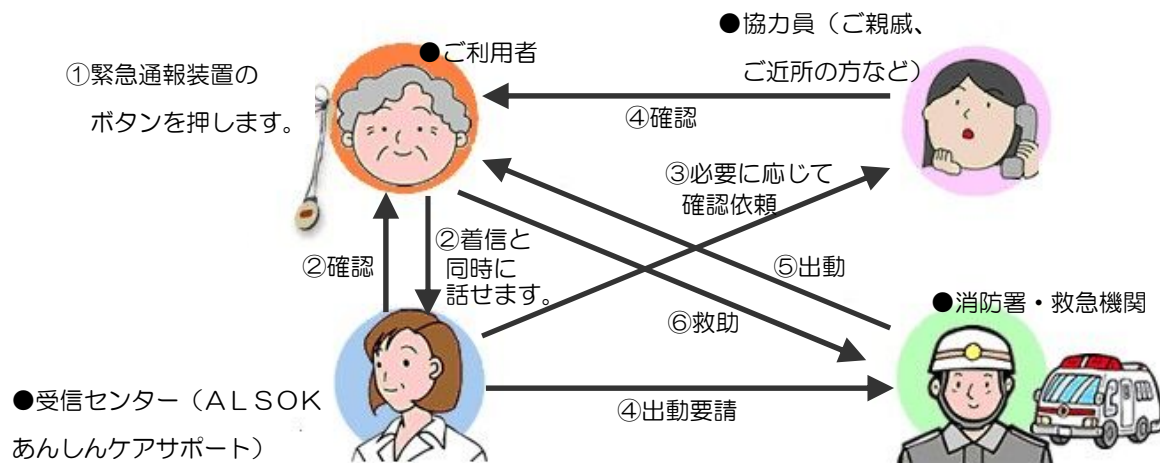 ●協力員（ご親戚、
ご近所の方など）
●ご利用者
①緊急通報装置の
ボタンを押します。
④確認
③必要に応じて
確認依頼
②確認
②着信と
同時に
話せます。
⑤出動
⑥救助
●消防署・救急機関
●受信センター（ＡＬＳＯＫ
あんしんケアサポート）
④出動要請